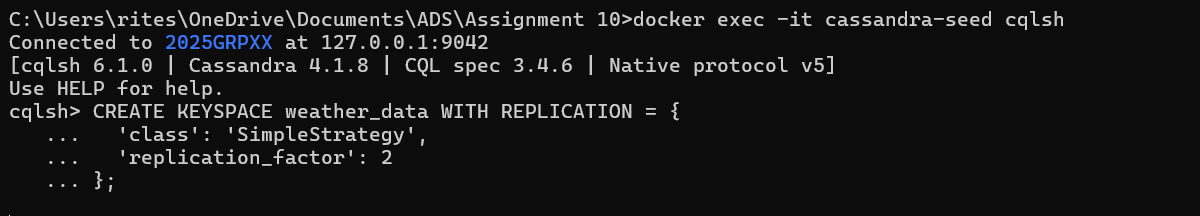 C:\Users\rites\OneDrive\Documents\ADS\Assignment 10>docker exec -it cassandra-seed cqlsh
Connected to 2025GRPXX at 127.0.0.1:9042
[cqlsh 6.1.0 | Cassandra 4.1.8 | CQL spec 3.4.6 | Native protocol v5]
Use HELP for help.
cqlsh> CREATE KEYSPACE weather_data WITH REPLICATION = {
   ...   'class': 'SimpleStrategy',
   ...   'replication_factor': 2
   ... };